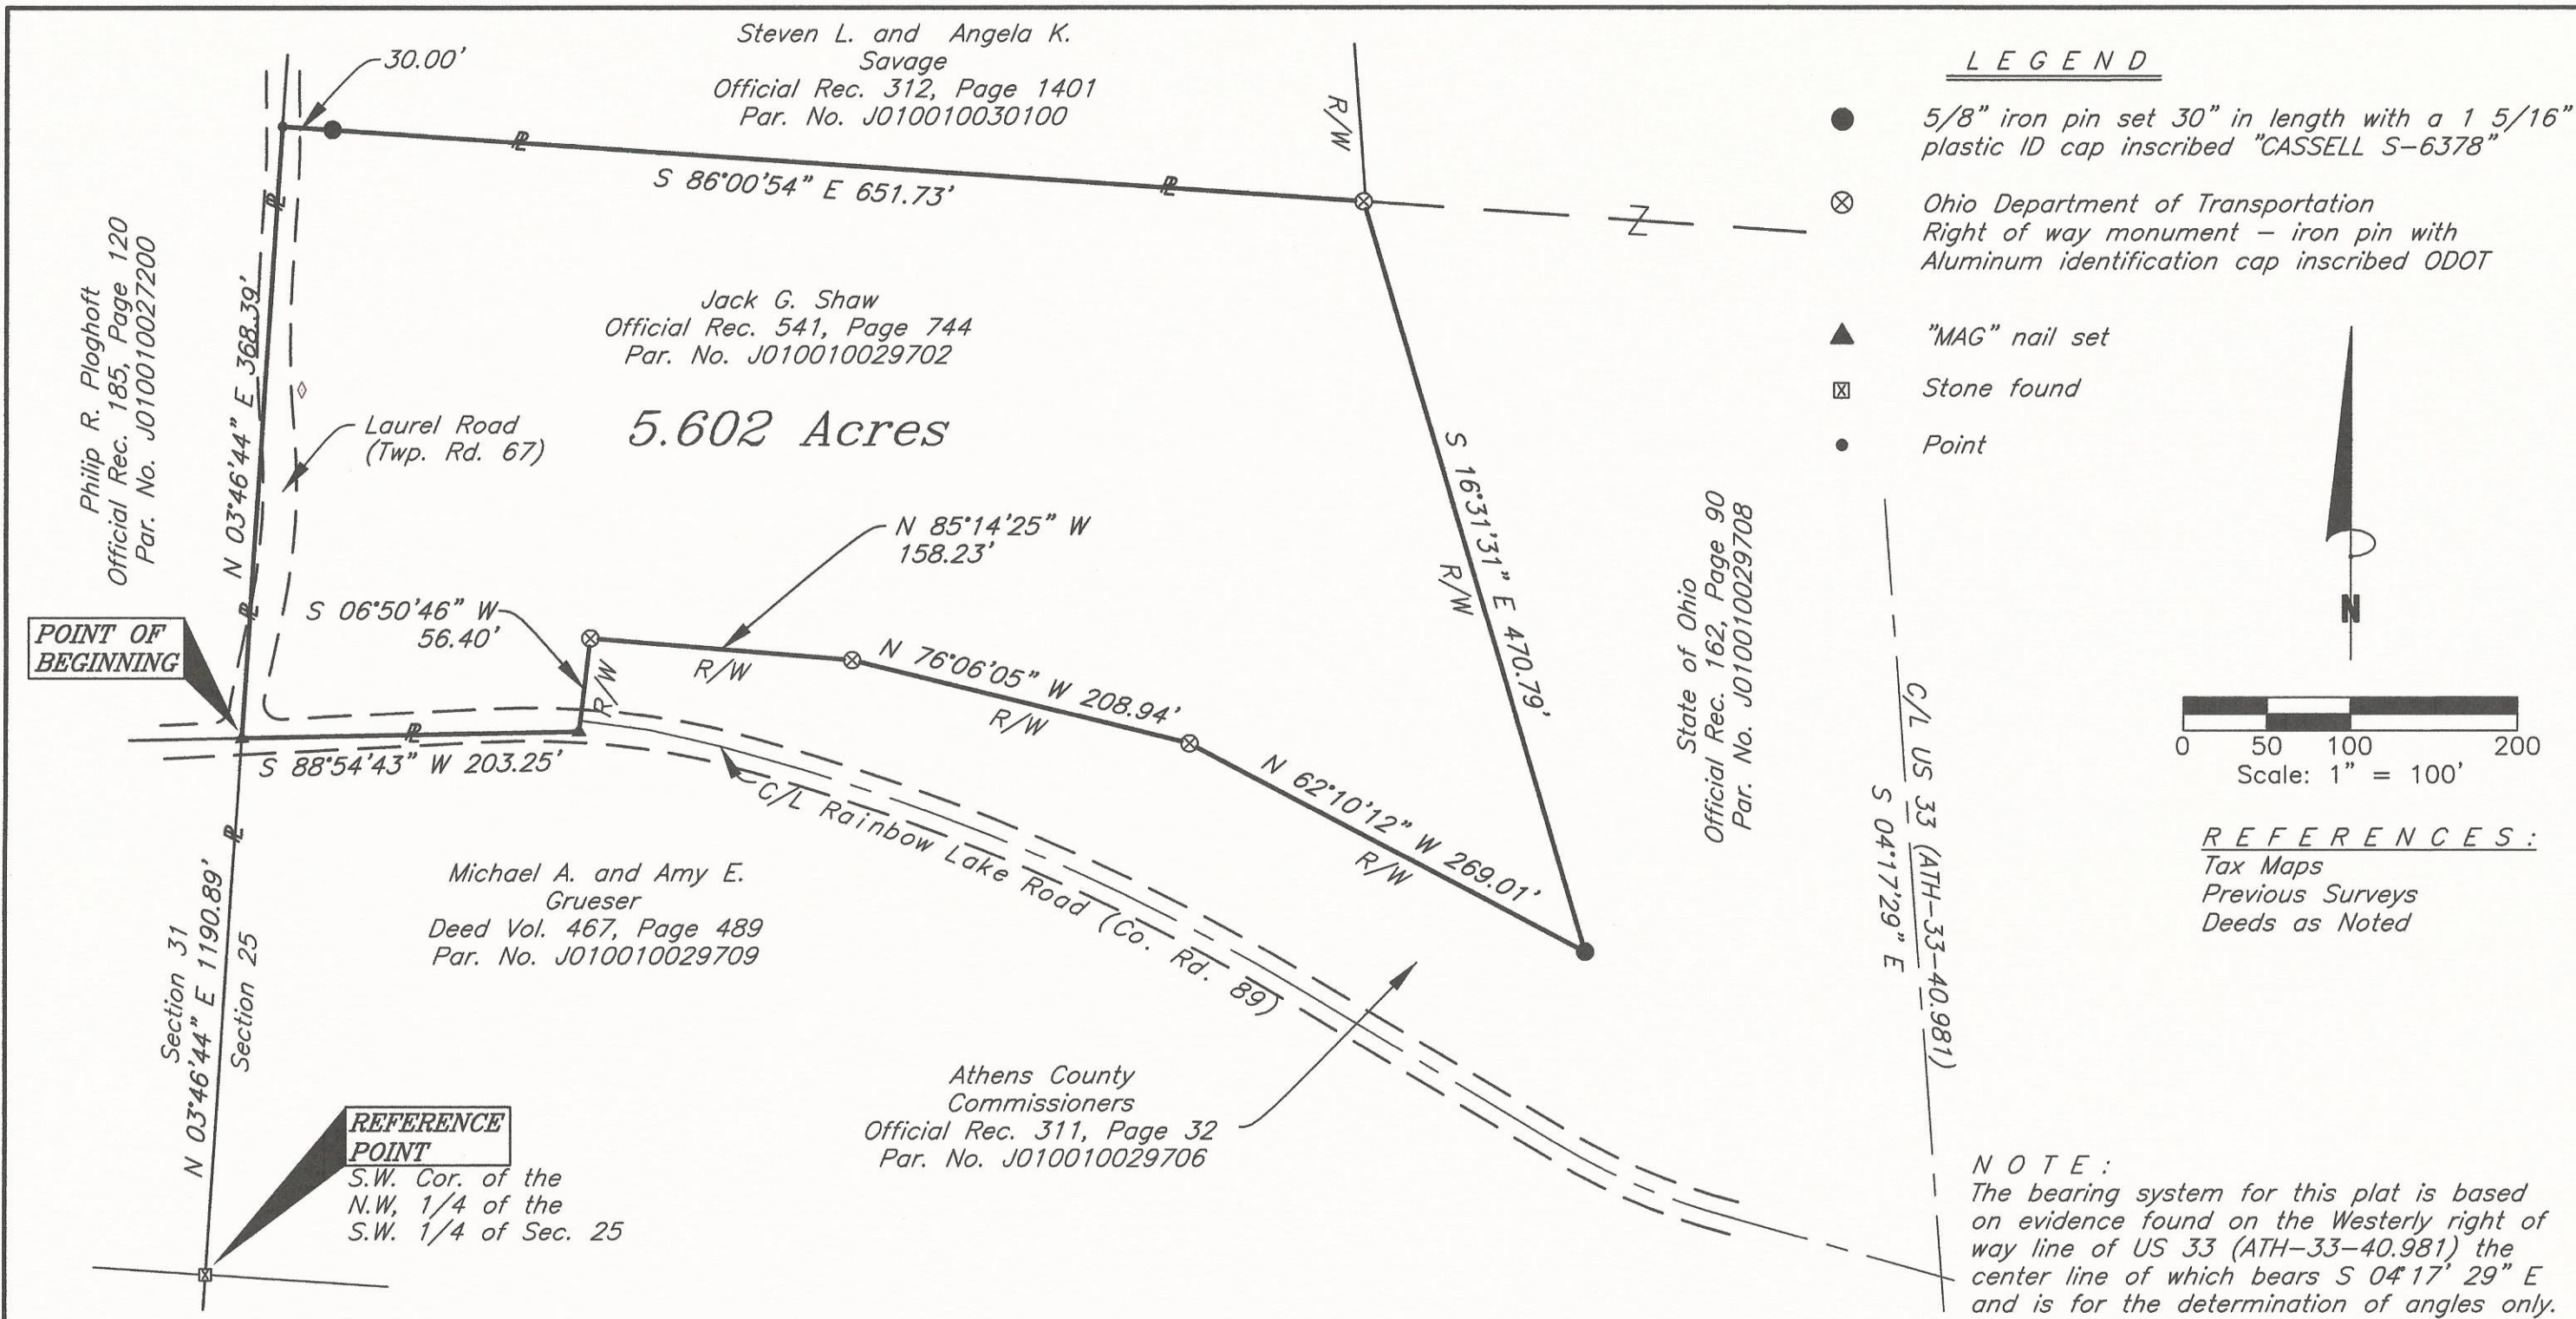 30.00'
Steven L. and Angela K.
Savage
Official Rec. 312, Page 1401
Par. No. J010010030100
R/W
S 86°00'54" E 651.73'
Philip R. Ploghoft
Official Rec. 185, Page 120
Par. No. J010010027200
N 03°46'44" E 368.39'
Jack G. Shaw
Official Rec. 541, Page 744
Par. No. J010010029702
5.602 Acres
Laurel Road
(Twp. Rd. 67)
N 85°14'25" W
158.23'
S 06°50'46" W
56.40'
POINT OF
BEGINNING
R/W
R/W
N 76°06'05" W 208.94'
R/W
S 16°31'31" E 470.79'
R/W
N 62°10'12" W 269.01'
R/W
S 88°54'43" W 203.25'
C/L Rainbow Lake Road (Co. Rd. 89)
State of Ohio
Official Rec. 162, Page 90
Par. No. J010010029708
C/L US 33 (ATH-33-40.981)
S 04°17'29" E
Michael A. and Amy E.
Grueser
Deed Vol. 467, Page 489
Par. No. J010010029709
Section 31
N 03°46'44" E 1190.89'
Section 25
REFERENCE
POINT
S.W. Cor. of the
N.W, 1/4 of the
S.W. 1/4 of Sec. 25
Athens County
Commissioners
Official Rec. 311, Page 32
Par. No. J010010029706
LEGEND
5/8" iron pin set 30" in length with a 1 5/16"
plastic ID cap inscribed "CASSELL S-6378"
Ohio Department of Transportation
Right of way monument – iron pin with
Aluminum identification cap inscribed ODOT
"MAG" nail set
Stone found
Point
N
0 50 100 200
Scale: 1" = 100'
REFERENCES:
Tax Maps
Previous Surveys
Deeds as Noted
NOTE:
The bearing system for this plat is based
on evidence found on the Westerly right of
way line of US 33 (ATH-33-40.981) the
center line of which bears S 04°17' 29" E
and is for the determination of angles only.